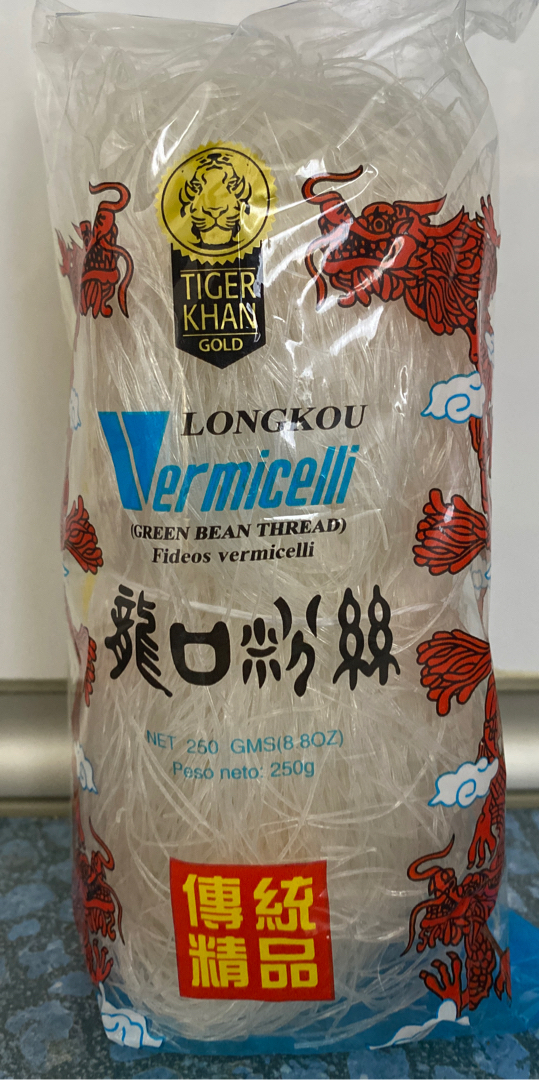 TIGER
KHAN
GOLD
LONGKOU
Vermicelli
(GREEN BEAN THREAD)
Fideos vermicelli
龍口粉絲
NET 250 GMS(8.8OZ)
Peso neto: 250g
傳統
精品